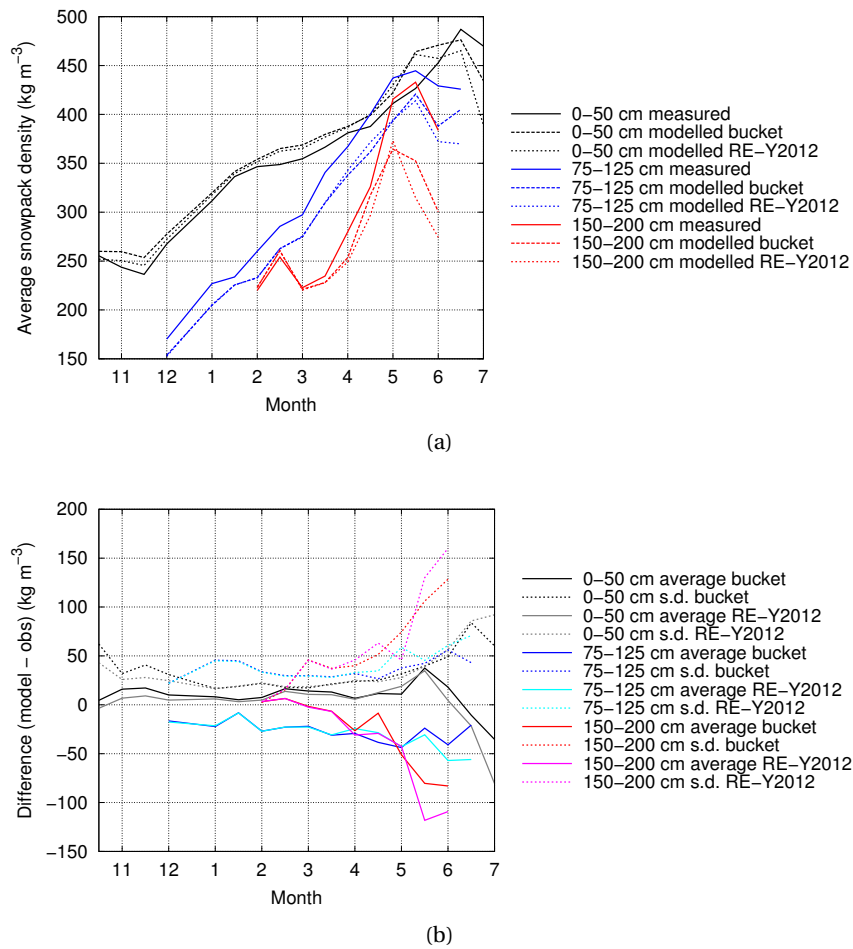 500
450
400
350
300
250
200
150
Average snowpack density (kg m−3)
11 12 1 2 3 4 5 6 7
Month
0−50 cm measured
0−50 cm modelled bucket
0−50 cm modelled RE−Y2012
75−125 cm measured
75−125 cm modelled bucket
75−125 cm modelled RE−Y2012
150−200 cm measured
150−200 cm modelled bucket
150−200 cm modelled RE−Y2012
(a)
200
150
100
50
0
−50
−100
−150
Difference (model − obs) (kg m−3)
11 12 1 2 3 4 5 6 7
Month
0−50 cm average bucket
0−50 cm s.d. bucket
0−50 cm average RE−Y2012
0−50 cm s.d. RE−Y2012
75−125 cm average bucket
75−125 cm s.d. bucket
75−125 cm average RE−Y2012
75−125 cm s.d. RE−Y2012
150−200 cm average bucket
150−200 cm s.d. bucket
150−200 cm average RE−Y2012
150−200 cm s.d. RE−Y2012
(b)